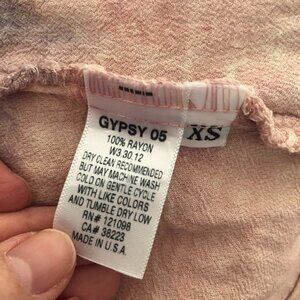 GYPSY 05
XS
100% RAYON
W3.30.12
DRY CLEAN RECOMMENDED
BUT MAY MACHINE WASH
COLD ON GENTLE CYCLE
WITH LIKE COLORS
AND TUMBLE DRY LOW
RN# 121098
CA# 38223
MADE IN U.S.A.